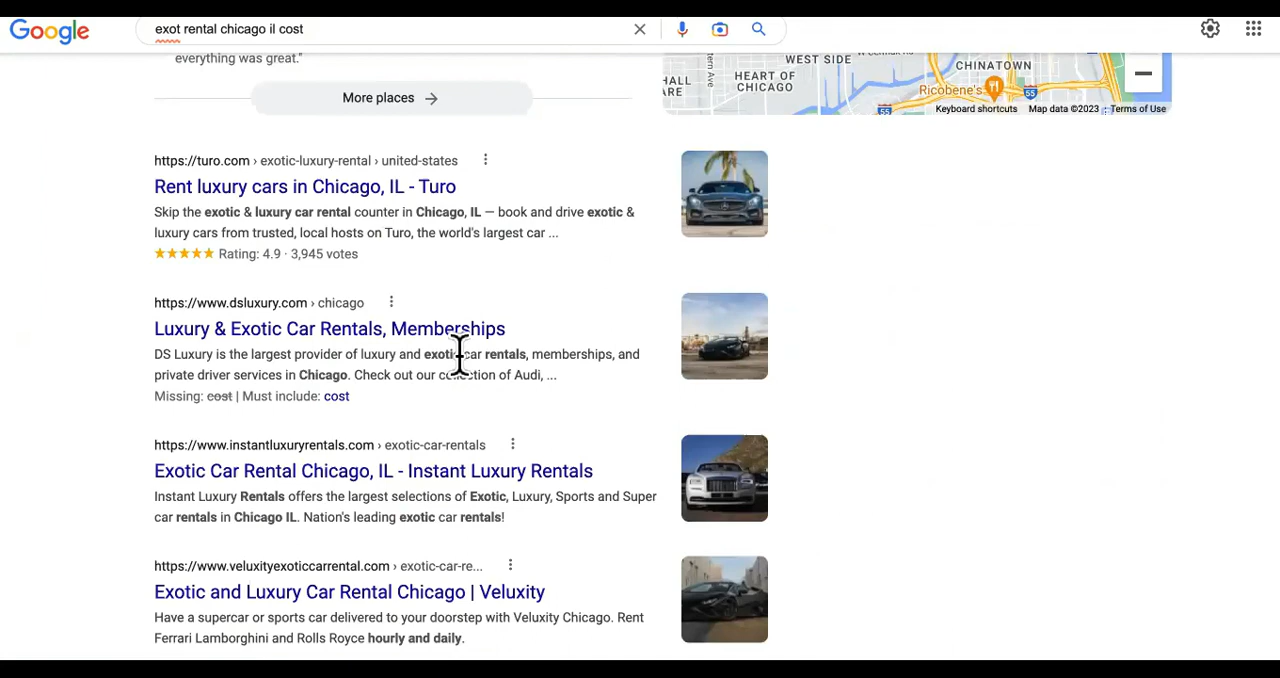 Google
exot rental chicago il cost
everything was great."
More places
WEST SIDE
CHINATOWN
HEART OF
CHICAGO
HALL
ARE
Ricobene's
55
55
Keyboard shortcuts Map data ©2023 Terms of Use
https://turo.com › exotic-luxury-rental › united-states
Rent luxury cars in Chicago, IL - Turo
Skip the exotic & luxury car rental counter in Chicago, IL — book and drive exotic &
luxury cars from trusted, local hosts on Turo, the world's largest car ...
Rating: 4.9 · 3,945 votes
https://www.dsluxury.com › chicago
Luxury & Exotic Car Rentals, Memberships
DS Luxury is the largest provider of luxury and exotic car rentals, memberships, and
private driver services in Chicago. Check out our collection of Audi, ...
Missing: cost | Must include: cost
https://www.instantluxuryrentals.com › exotic-car-rentals
Exotic Car Rental Chicago, IL - Instant Luxury Rentals
Instant Luxury Rentals offers the largest selections of Exotic, Luxury, Sports and Super
car rentals in Chicago IL. Nation's leading exotic car rentals!
https://www.veluxityexoticcarrental.com › exotic-car-re...
Exotic and Luxury Car Rental Chicago | Veluxity
Have a supercar or sports car delivered to your doorstep with Veluxity Chicago. Rent
Ferrari Lamborghini and Rolls Royce hourly and daily.